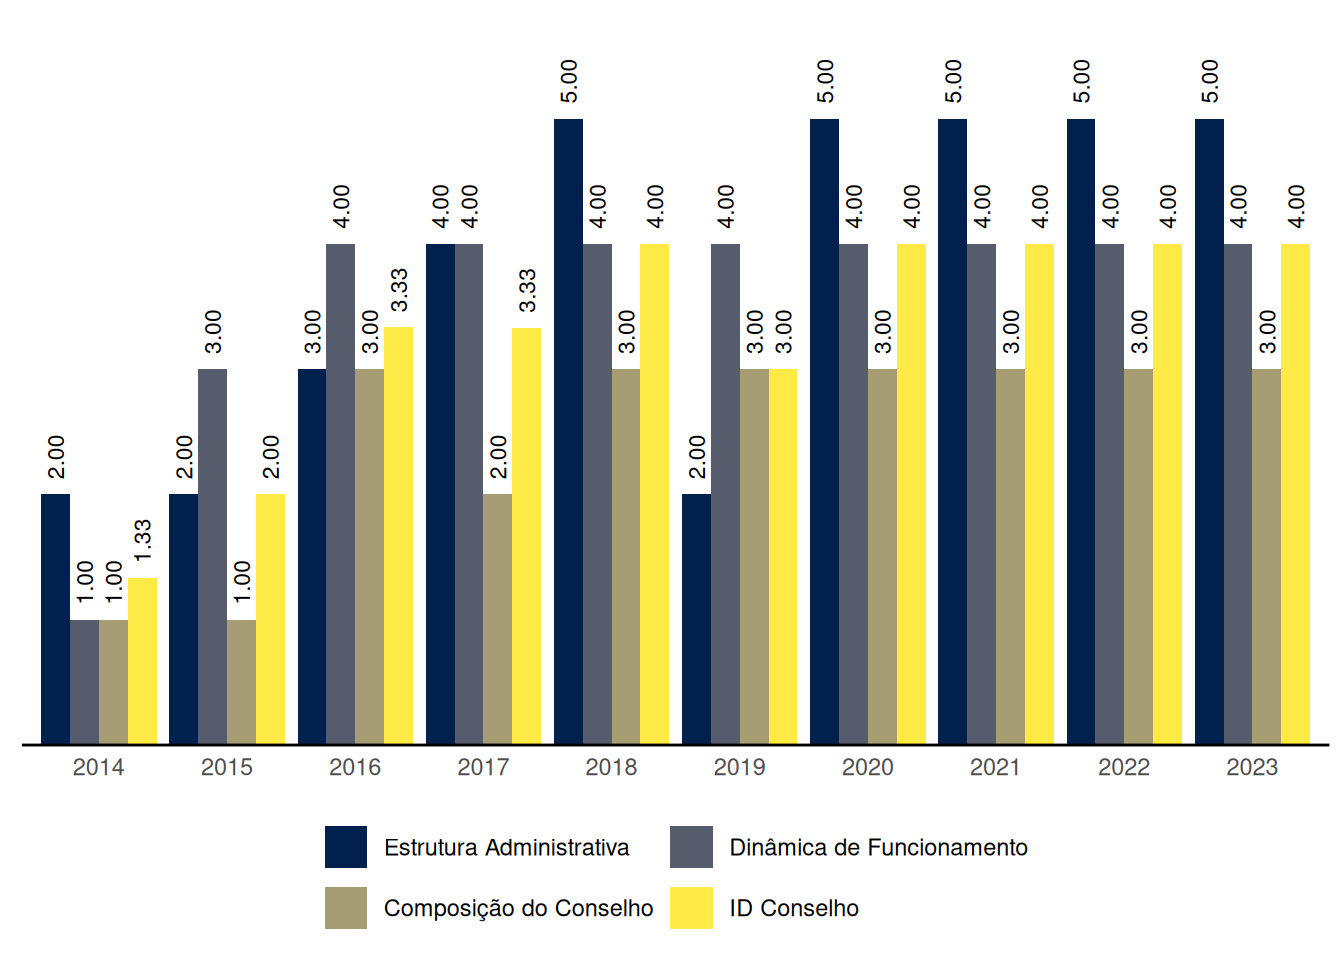 2.00 1.00 1.00 1.33
2.00 3.00 1.00 2.00
3.00 4.00 3.00 3.33
4.00 4.00 2.00 3.33
5.00 4.00 3.00 4.00
2.00 4.00 3.00 3.00
5.00 4.00 3.00 4.00
5.00 4.00 3.00 4.00
5.00 4.00 3.00 4.00
5.00 4.00 3.00 4.00
2014 2015 2016 2017 2018 2019 2020 2021 2022 2023
Estrutura Administrativa Dinâmica de Funcionamento
Composição do Conselho ID Conselho